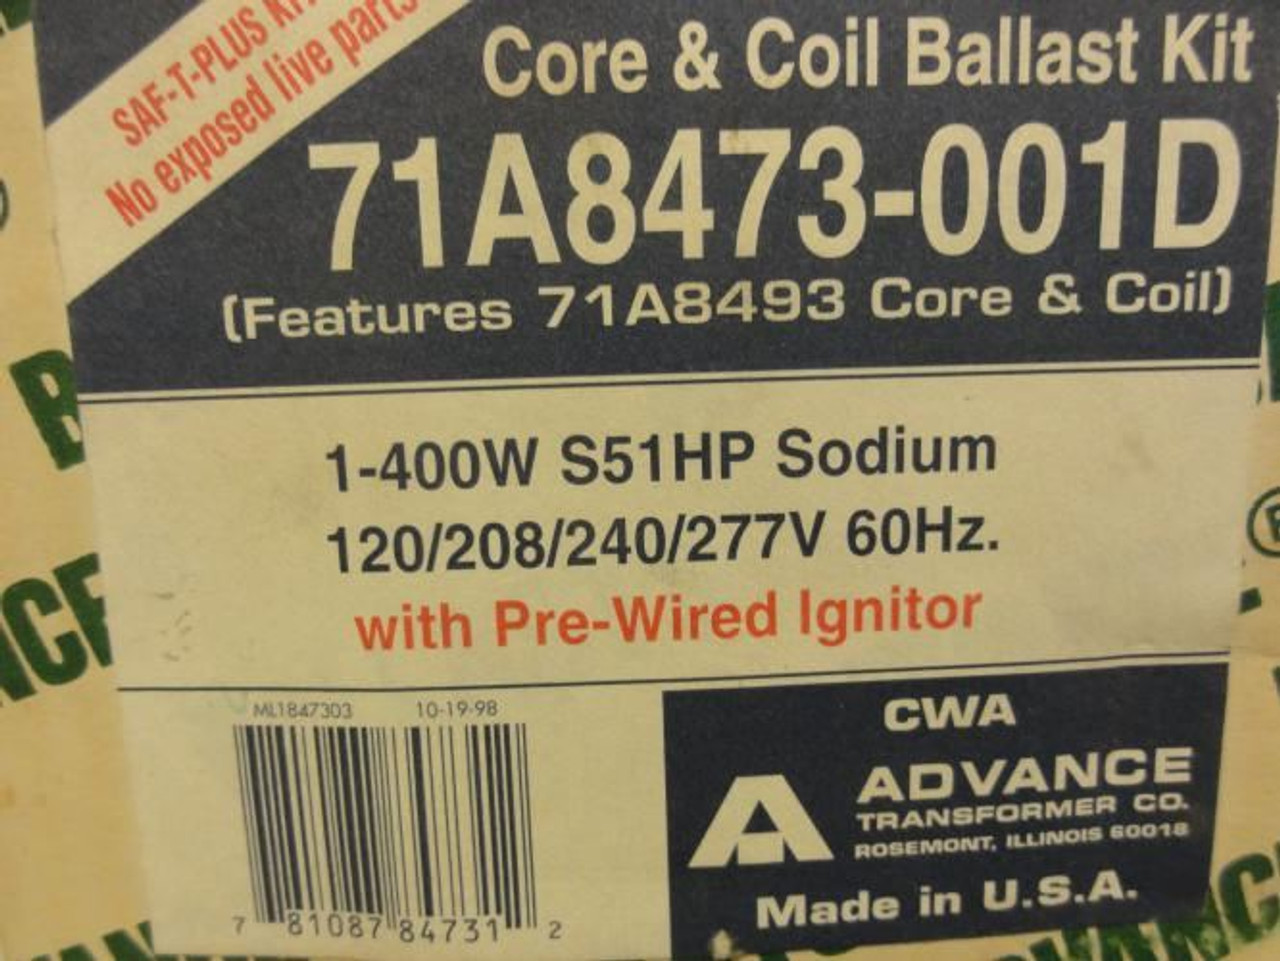 SAF-T-PLUS
No exposed live parts
Core & Coil Ballast Kit
71A8473-001D
(Features 71A8493 Core & Coil)
1-400W S51HP Sodium
120/208/240/277V 60Hz.
with Pre-Wired Ignitor
ML1847303 10-19-98
7 81087 84731 2
CWA
ADVANCE
TRANSFORMER CO.
ROSEMONT, ILLINOIS 60018
Made in U.S.A.